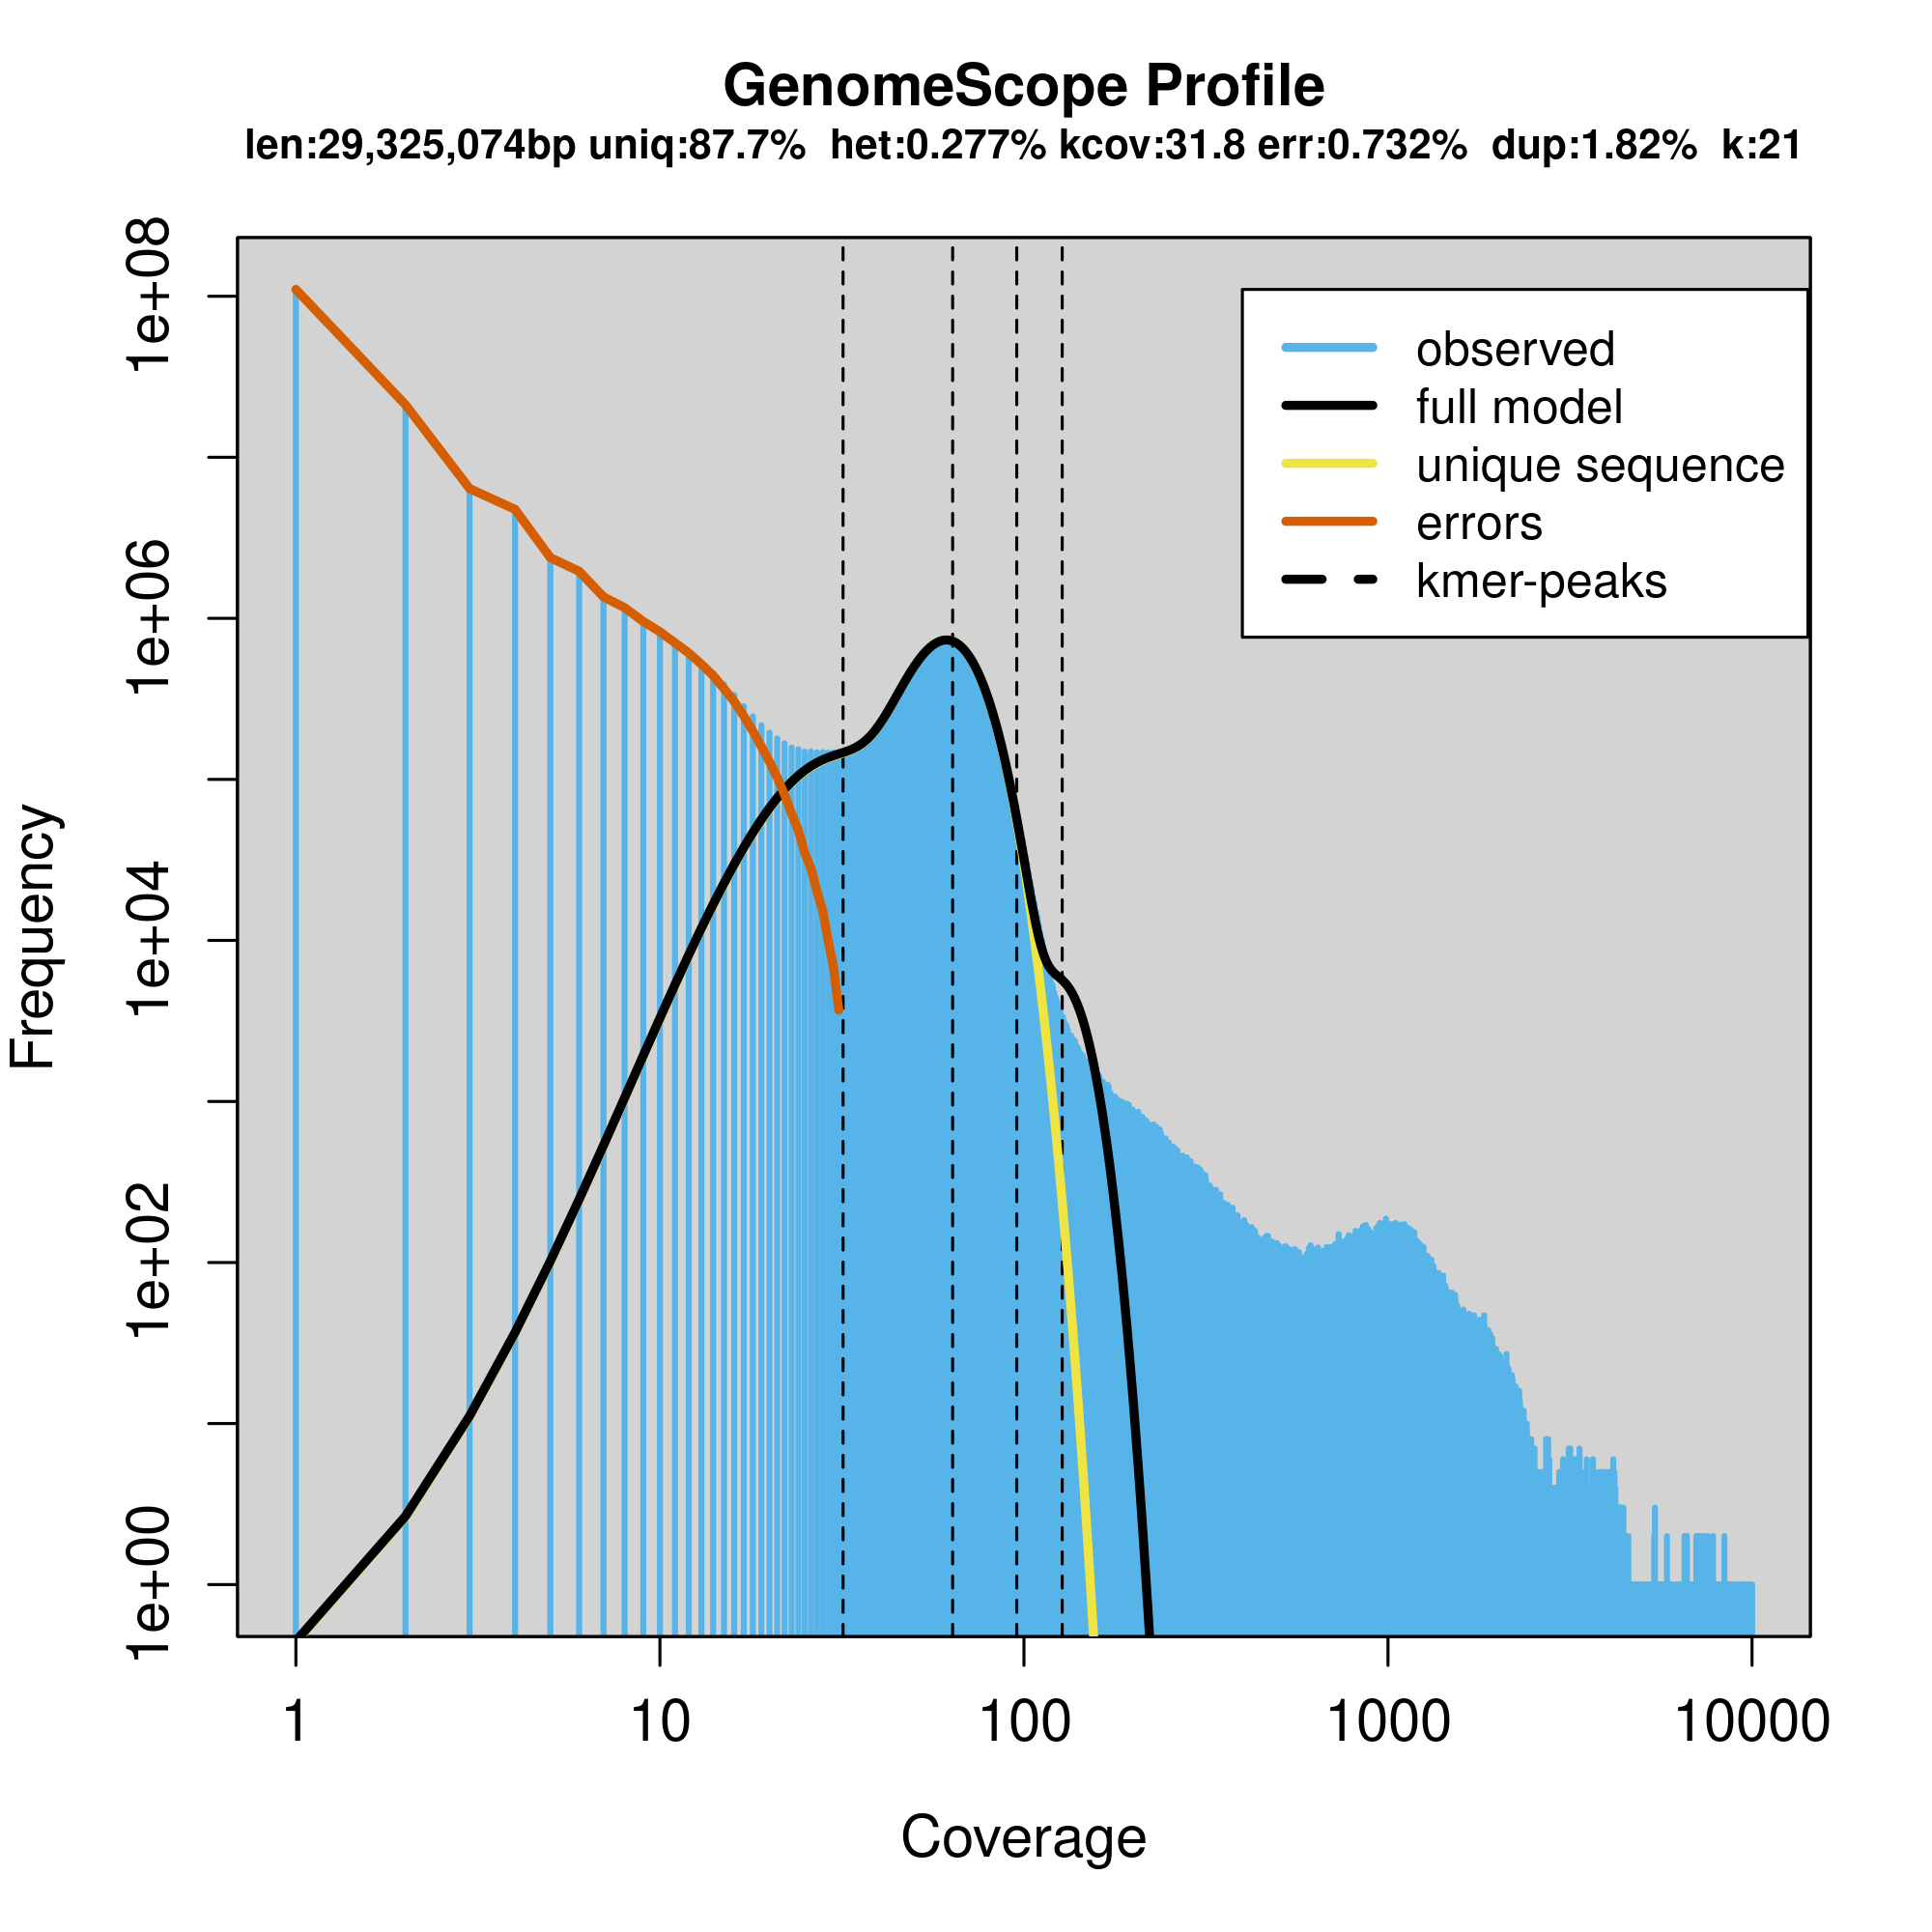 GenomeScope Profile
len:29,325,074bp uniq:87.7% het:0.277% kcov:31.8 err:0.732% dup:1.82% k:21
observed
full model
unique sequence
errors
kmer-peaks
Frequency
1e+08
1e+06
1e+04
1e+02
1e+00
1 10 100 1000 10000
Coverage